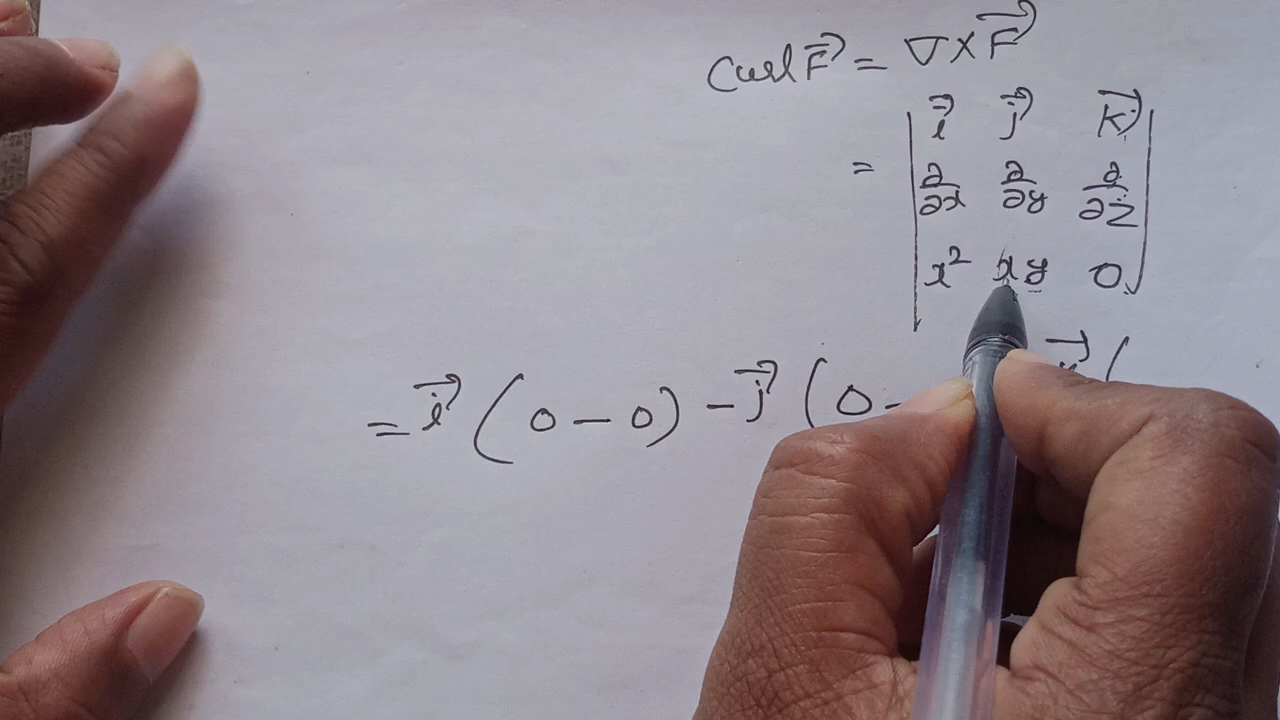 Curl F⃗ = ∇×F⃗
= | i⃗ j⃗ k⃗ |
∂/∂x ∂/∂y ∂/∂z
x² xy 0
= i⃗ (0 – 0) – j⃗ (0 – (